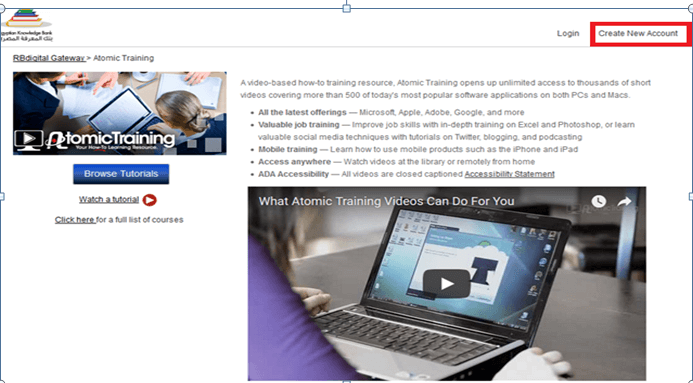 Egyptian Knowledge Bank
بنك المعرفة المصري
Login
Create New Account
RBdigital Gateway > Atomic Training
A video-based how-to training resource, Atomic Training opens up unlimited access to thousands of short
videos covering more than 500 of today's most popular software applications on both PCs and Macs.
• All the latest offerings — Microsoft, Apple, Adobe, Google, and more
• Valuable job training — Improve job skills with in-depth training on Excel and Photoshop, or learn
valuable social media techniques with tutorials on Twitter, blogging, and podcasting
• Mobile training — Learn how to use mobile products such as the iPhone and iPad
• Access anywhere — Watch videos at the library or remotely from home
• ADA Accessibility — All videos are closed captioned Accessibility Statement
AtomicTraining
Your How-To Learning Resource.
Browse Tutorials
Watch a tutorial
Click here for a full list of courses
What Atomic Training Videos Can Do For You